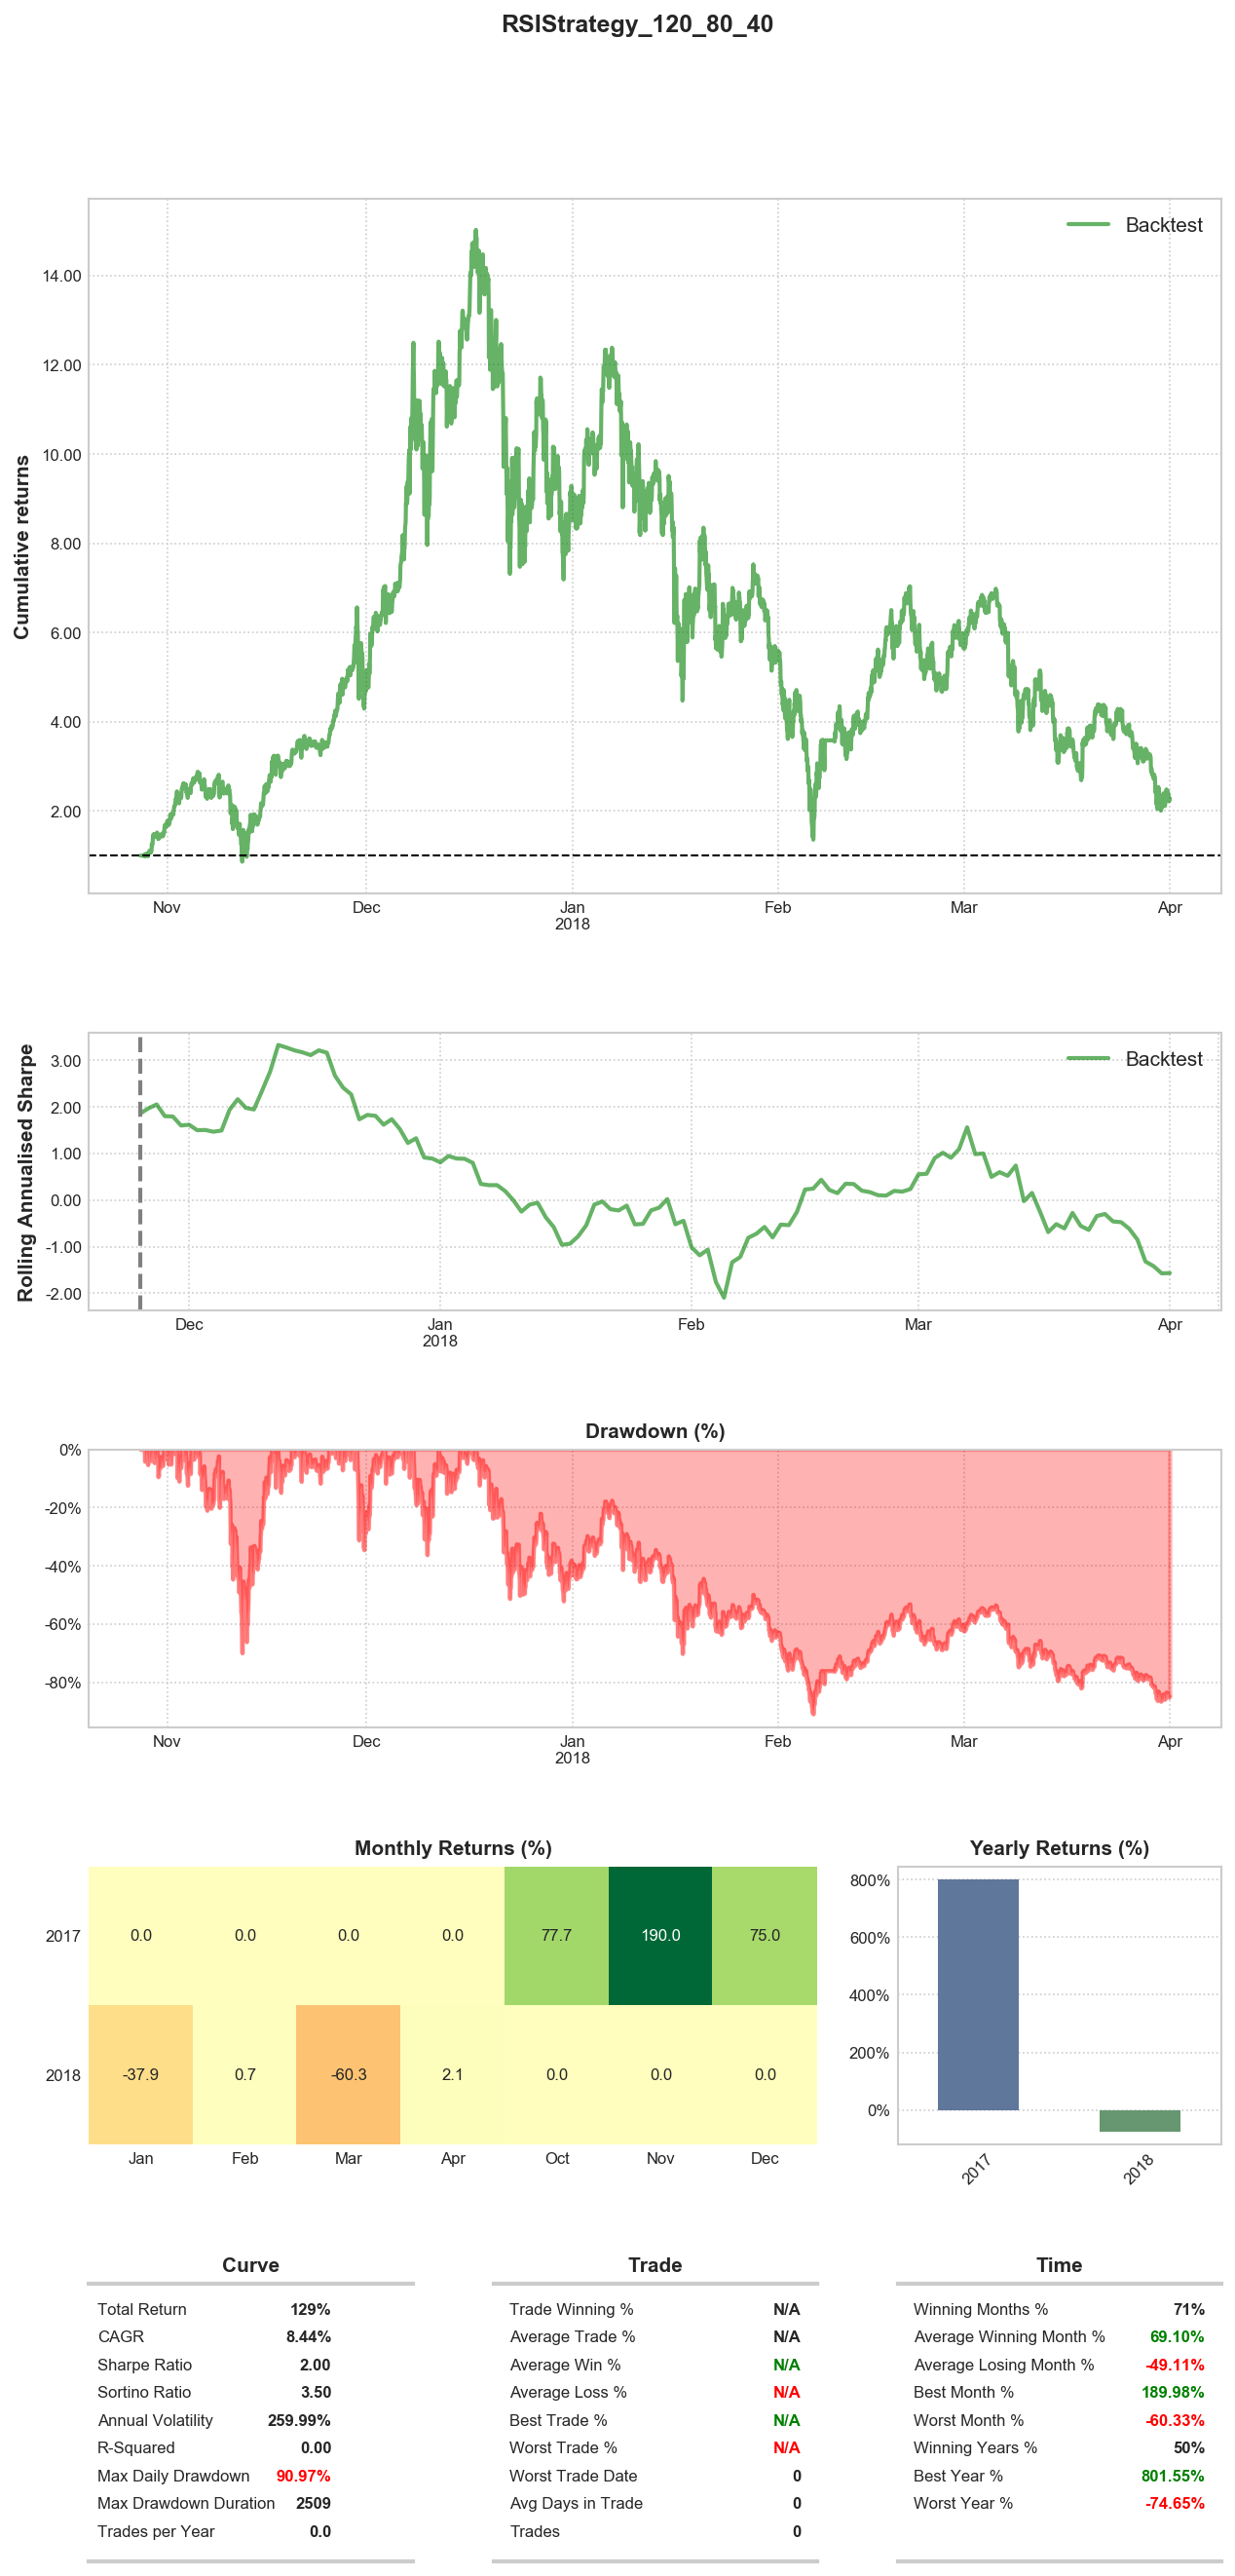 RSIStrategy_120_80_40
Backtest
Cumulative returns
14.00
12.00
10.00
8.00
6.00
4.00
2.00
Nov Dec Jan Feb Mar Apr
2018
Backtest
Rolling Annualised Sharpe
3.00
2.00
1.00
0.00
-1.00
-2.00
Dec Jan Feb Mar Apr
2018
Drawdown (%)
0%
-20%
-40%
-60%
-80%
Nov Dec Jan Feb Mar Apr
2018
Monthly Returns (%)
2017 0.0 0.0 0.0 0.0 77.7 190.0 75.0
2018 -37.9 0.7 -60.3 2.1 0.0 0.0 0.0
Jan Feb Mar Apr Oct Nov Dec
Yearly Returns (%)
800%
600%
400%
200%
0%
2017 2018
Curve
Total Return 129%
CAGR 8.44%
Sharpe Ratio 2.00
Sortino Ratio 3.50
Annual Volatility 259.99%
R-Squared 0.00
Max Daily Drawdown 90.97%
Max Drawdown Duration 2509
Trades per Year 0.0
Trade
Trade Winning % N/A
Average Trade % N/A
Average Win % N/A
Average Loss % N/A
Best Trade % N/A
Worst Trade % N/A
Worst Trade Date 0
Avg Days in Trade 0
Trades 0
Time
Winning Months % 71%
Average Winning Month % 69.10%
Average Losing Month % -49.11%
Best Month % 189.98%
Worst Month % -60.33%
Winning Years % 50%
Best Year % 801.55%
Worst Year % -74.65%